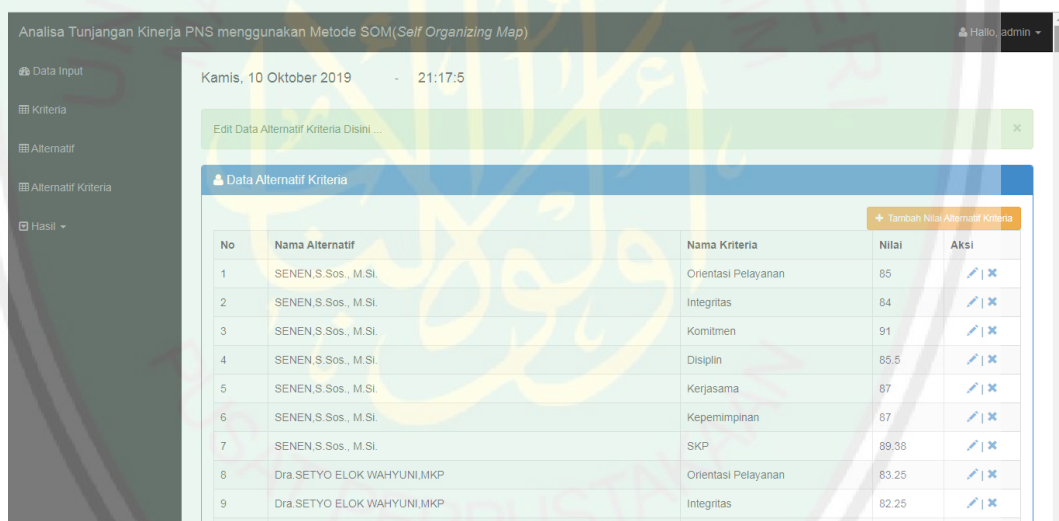 Analisa Tunjangan Kinerja PNS menggunakan Metode SOM(Self Organizing Map)
Hallo, admin
Data Input
Kriteria
Alternatif
Alternatif Kriteria
Hasil
Kamis, 10 Oktober 2019 - 21:17:5
Edit Data Alternatif Kriteria Disini ...
×
Data Alternatif Kriteria
+ Tambah Nilai Alternatif Kriteria
No Nama Alternatif Nama Kriteria Nilai Aksi
1 SENEN,S.Sos., M.Si. Orientasi Pelayanan 85 |
2 SENEN,S.Sos., M.Si. Integritas 84 |
3 SENEN,S.Sos., M.Si. Komitmen 91 |
4 SENEN,S.Sos., M.Si. Disiplin 85.5 |
5 SENEN,S.Sos., M.Si. Kerjasama 87 |
6 SENEN,S.Sos., M.Si. Kepemimpinan 87 |
7 SENEN,S.Sos., M.Si. SKP 89.38 |
8 Dra.SETYO ELOK WAHYUNI,MKP Orientasi Pelayanan 83.25 |
9 Dra.SETYO ELOK WAHYUNI,MKP Integritas 82.25 |